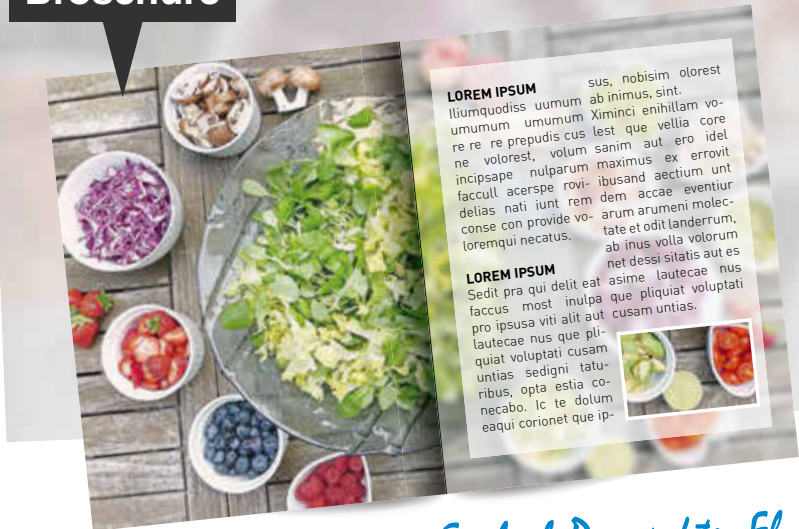 Brochure
LOREM IPSUM
Iliumquodiss uumum
umumum umumum
re re re prepudis cus
ne volorest, volum
incipsape nulparum
faccull acerspe rovi-
delias nati iunt rem
conse con provide vo-
loremqui necatus.
LOREM IPSUM
Sedit pra qui delit eat
faccus most inulpa
pro ipsusa viti alit aut
lautecae nus que pli-
quiat voluptati cusam
untias sedigni tatu-
ribus, opta estia co-
necabo. Ic te dolum
eaqui corionet que ip-
sus, nobisim olorest
ab inimus, sint.
Ximinci enihillam vo-
lest que vellia core
sanim aut ero idel
maximus ex errovit
ibusand aectium unt
dem accae eventiur
arum arumeni molec-
tate et odit landerrum,
ab inus volla volorum
net dessi sitatis aut es
asime lautecae nus
que pliquiat voluptati
cusam untias.